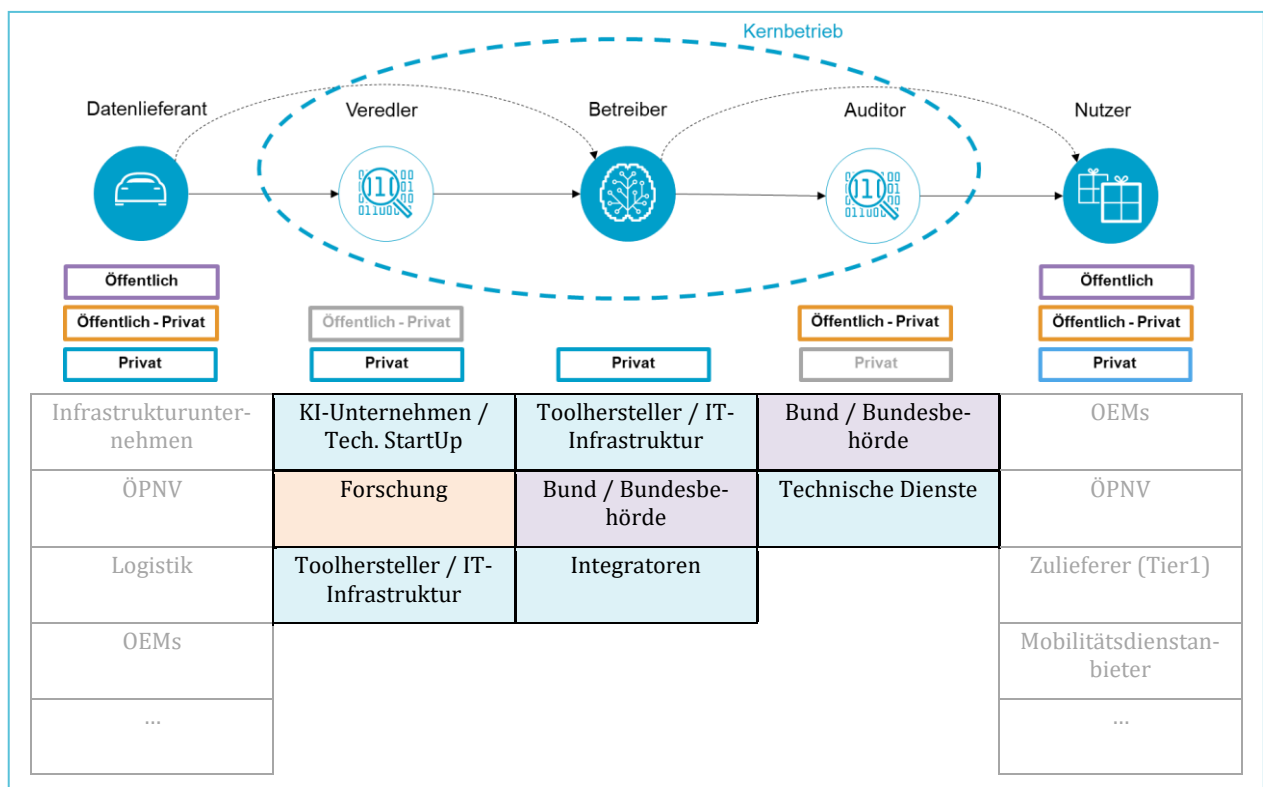 Kernbetrieb
Datenlieferant
Veredler
Betreiber
Auditor
Nutzer
Öffentlich
Öffentlich
Öffentlich - Privat
Öffentlich - Privat
Öffentlich - Privat
Öffentlich - Privat
Privat
Privat
Privat
Privat
Privat
Infrastrukturunter-
nehmen
KI-Unternehmen /
Tech. StartUp
Toolhersteller / IT-
Infrastruktur
Bund / Bundesbe-
hörde
OEMs
ÖPNV
Forschung
Bund / Bundesbe-
hörde
Technische Dienste
ÖPNV
Logistik
Toolhersteller / IT-
Infrastruktur
Integratoren
Zulieferer (Tier1)
OEMs
Mobilitätsdienstan-
bieter
...
...